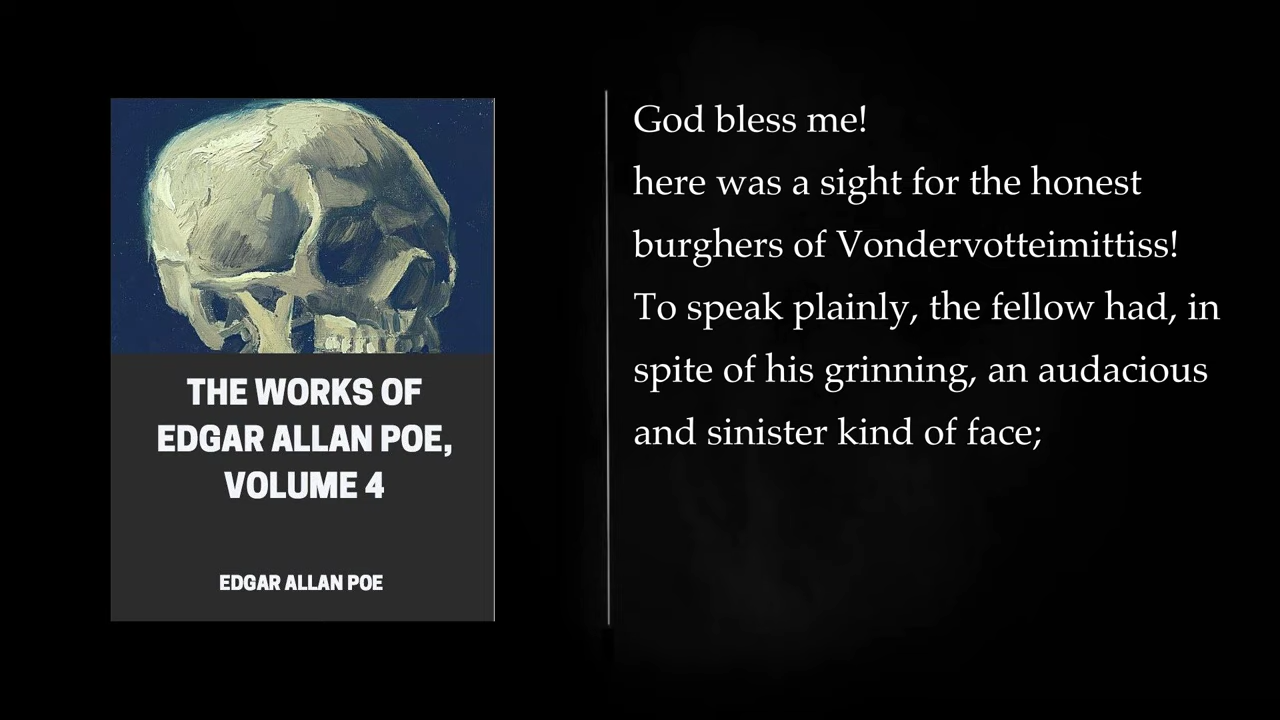 THE WORKS OF
EDGAR ALLAN POE,
VOLUME 4
EDGAR ALLAN POE
God bless me!
here was a sight for the honest
burghers of Vondervotteimittiss!
To speak plainly, the fellow had, in
spite of his grinning, an audacious
and sinister kind of face;